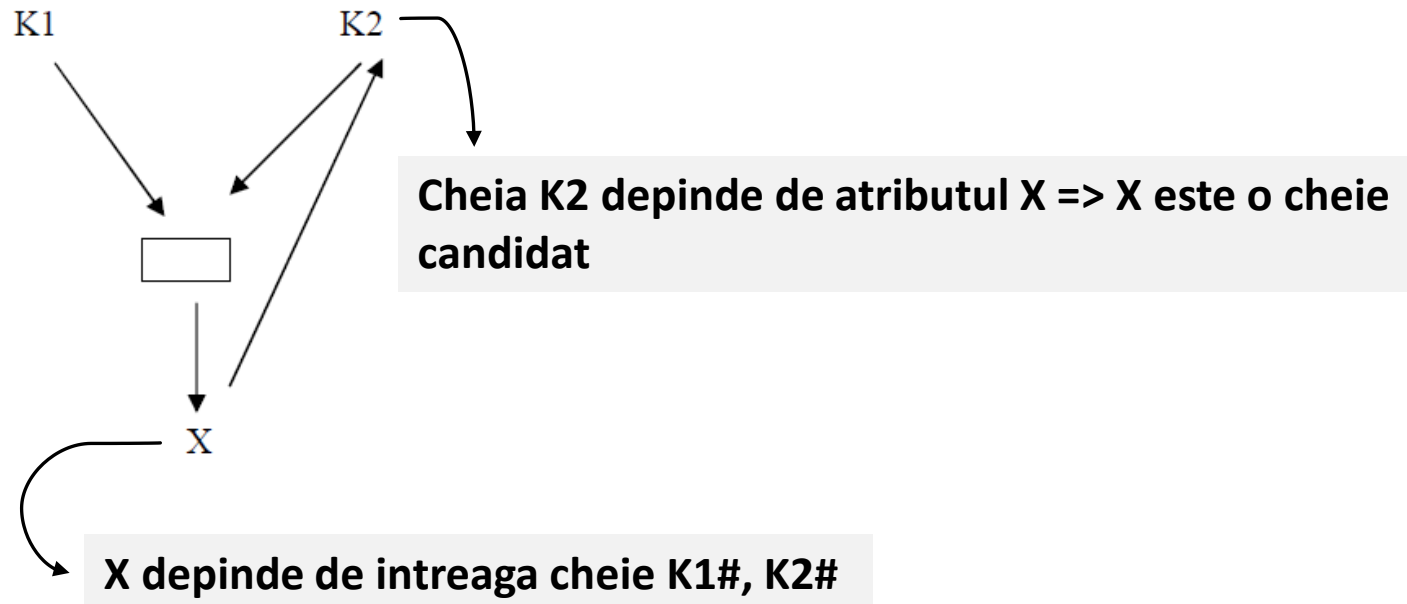 K1
K2
Cheia K2 depinde de atributul X => X este o cheie
candidat
X
X depinde de intreaga cheie K1#, K2#